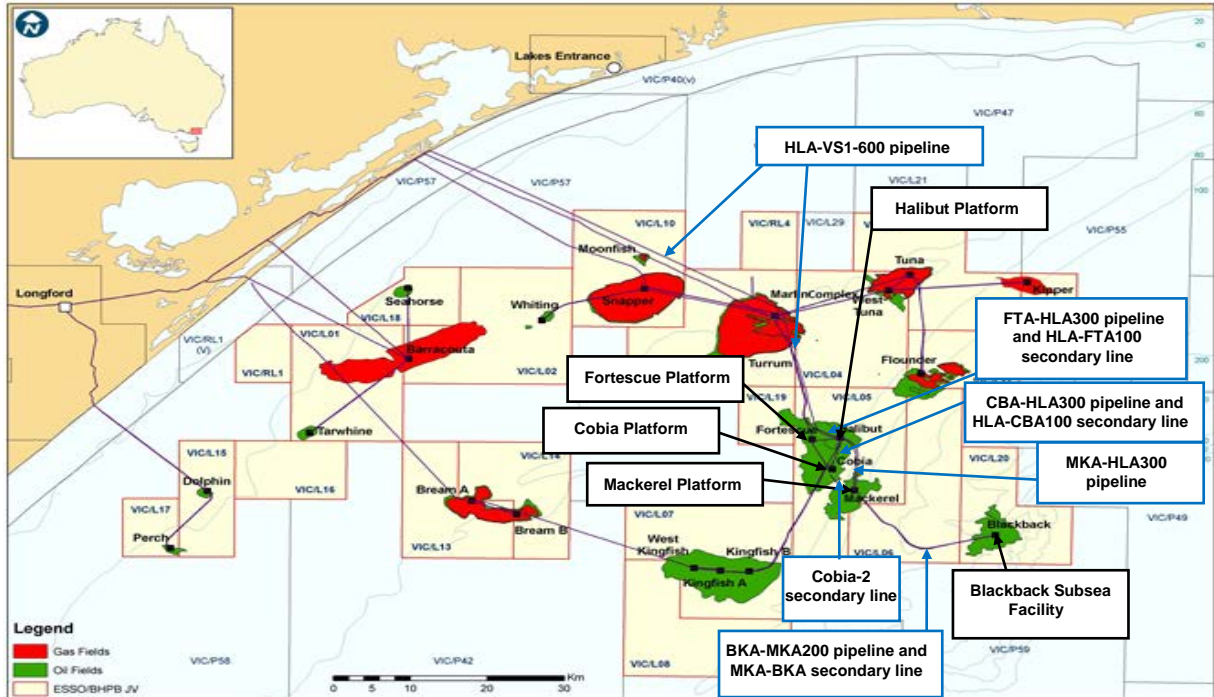 N
Lakes Entrance
VIC/P40(v)
20
40
VIC/P47
60
80
100
HLA-VS1-600 pipeline
VIC/P57
VIC/P57
VIC/L21
Halibut Platform
VIC/L10
VIC/RL4
VIC/L29
VIC/P55
Moonfish
Tuna
Longford
Seahorse
Whiting
Snapper
Marlin Complex
West
Tuna
Kipper
VIC/L18
VIC/RL1
(V)
VIC/L01
Barracouta
FTA-HLA300 pipeline
and HLA-FTA100
secondary line
VIC/RL1
VIC/L02
Turrum
VIC/L04
Flounder
200
Fortescue Platform
VIC/L19
VIC/L05
CBA-HLA300 pipeline and
HLA-CBA100 secondary line
Tarwhine
Fortescue
Halibut
Cobia Platform
Cobia
MKA-HLA300
pipeline
VIC/L15
VIC/L14
VIC/L20
Dolphin
VIC/L16
Bream A
Mackerel Platform
Mackerel
VIC/L17
VIC/L07
Blackback
VIC/P49
Perch
VIC/L13
Bream B
West
Kingfish
Kingfish B
VIC/L06
Kingfish A
Cobia-2
secondary line
Blackback Subsea
Facility
Legend
Gas Fields
Oil Fields
ESSO/BHPB JV
VIC/P58
VIC/P42
VIC/L08
BKA-MKA200 pipeline and
MKA-BKA secondary line
VIC/P59
0 5 10 20 30
Km